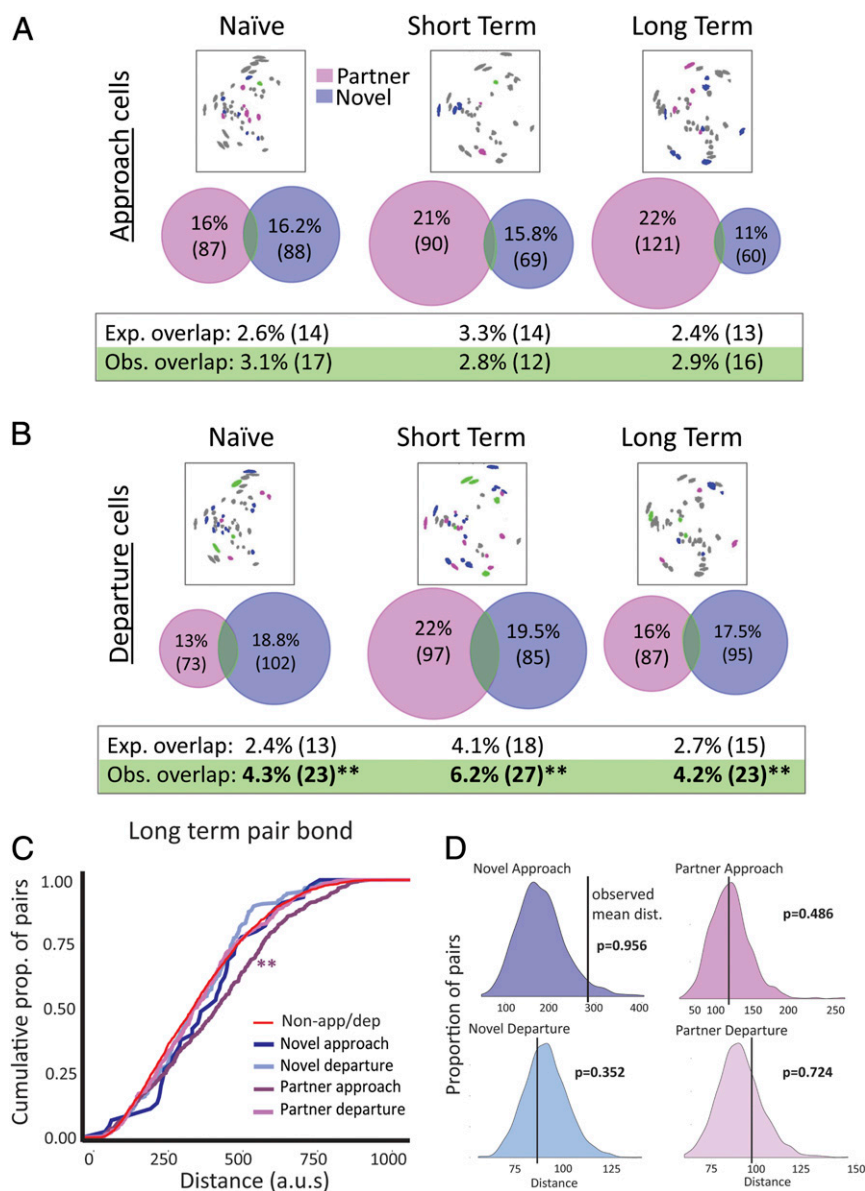 A
Naïve Short Term Long Term
Partner
Novel
Approach cells
16%
(87)
16.2%
(88)
21%
(90)
15.8%
(69)
22%
(121)
11%
(60)
Exp. overlap: 2.6% (14) 3.3% (14) 2.4% (13)
Obs. overlap: 3.1% (17) 2.8% (12) 2.9% (16)
B
Naïve Short Term Long Term
Departure cells
13%
(73)
18.8%
(102)
22%
(97)
19.5%
(85)
16%
(87)
17.5%
(95)
Exp. overlap: 2.4% (13) 4.1% (18) 2.7% (15)
Obs. overlap: 4.3% (23)** 6.2% (27)** 4.2% (23)**
C
Long term pair bond
Cumulative prop. of pairs
1.00
0.75
0.50
0.25
0.00
**
Non-app/dep
Novel approach
Novel departure
Partner approach
Partner departure
0 250 500 750 1000
Distance (a.u.s)
D
Proportion of pairs
Novel Approach
observed
mean dist.
p=0.956
100 200 300 400
Partner Approach
p=0.486
50 100 150 200 250
Novel Departure
p=0.352
75 100 125
Distance
Partner Departure
p=0.724
75 100 125 150
Distance